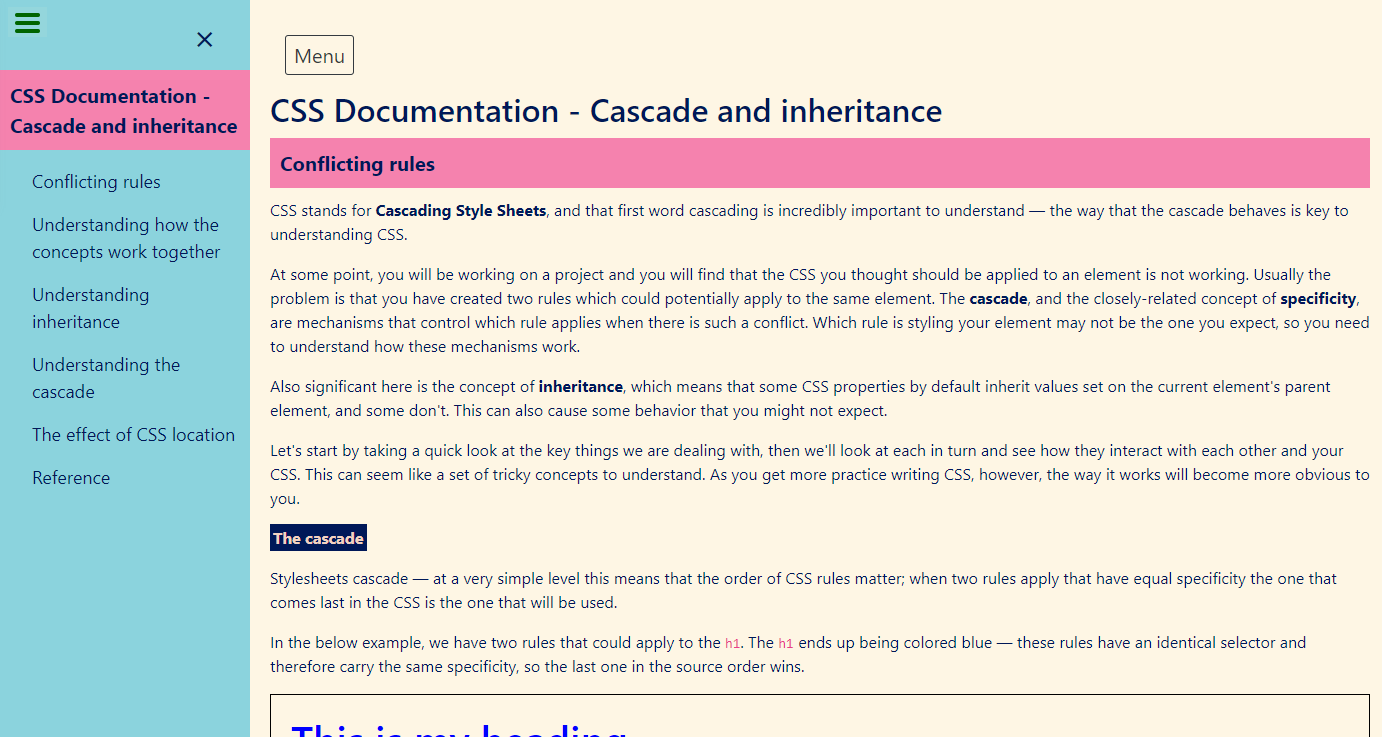 ×
CSS Documentation -
Cascade and inheritance
Conflicting rules
Understanding how the
concepts work together
Understanding
inheritance
Understanding the
cascade
The effect of CSS location
Reference
Menu
CSS Documentation - Cascade and inheritance
Conflicting rules
CSS stands for Cascading Style Sheets, and that first word cascading is incredibly important to understand — the way that the cascade behaves is key to
understanding CSS.
At some point, you will be working on a project and you will find that the CSS you thought should be applied to an element is not working. Usually the
problem is that you have created two rules which could potentially apply to the same element. The cascade, and the closely-related concept of specificity,
are mechanisms that control which rule applies when there is such a conflict. Which rule is styling your element may not be the one you expect, so you need
to understand how these mechanisms work.
Also significant here is the concept of inheritance, which means that some CSS properties by default inherit values set on the current element's parent
element, and some don't. This can also cause some behavior that you might not expect.
Let's start by taking a quick look at the key things we are dealing with, then we'll look at each in turn and see how they interact with each other and your
CSS. This can seem like a set of tricky concepts to understand. As you get more practice writing CSS, however, the way it works will become more obvious to
you.
The cascade
Stylesheets cascade — at a very simple level this means that the order of CSS rules matter; when two rules apply that have equal specificity the one that
comes last in the CSS is the one that will be used.
In the below example, we have two rules that could apply to the h1. The h1 ends up being colored blue — these rules have an identical selector and
therefore carry the same specificity, so the last one in the source order wins.
This is my heading